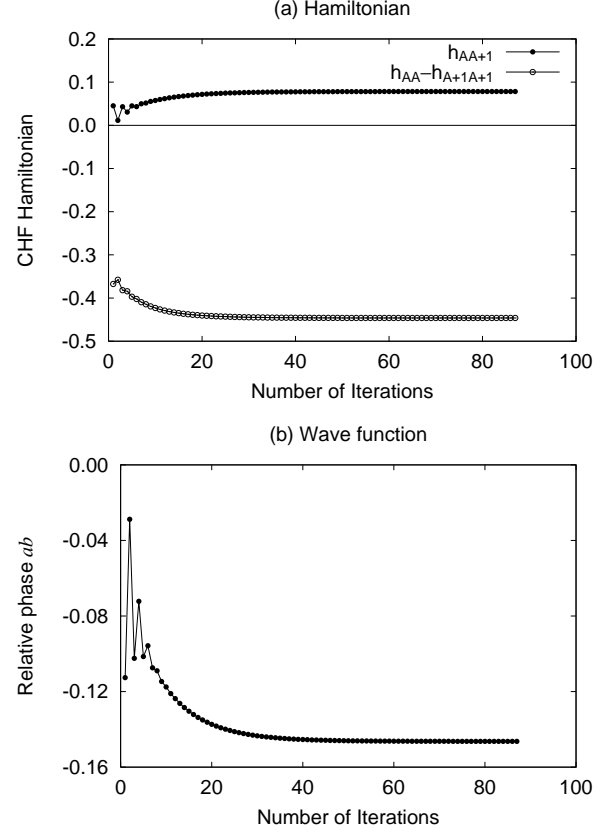 (a) Hamiltonian
h_{AA+1}
h_{AA}–h_{A+1A+1}
0.2
0.1
0.0
-0.1
-0.2
-0.3
-0.4
-0.5
CHF Hamiltonian
0 20 40 60 80 100
Number of Iterations
(b) Wave function
0.00
-0.04
-0.08
-0.12
-0.16
Relative phase ab
0 20 40 60 80 100
Number of Iterations